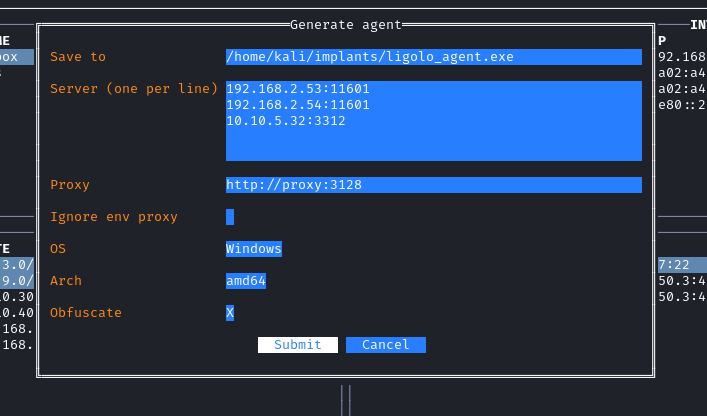 Generate agent
IN
ME
P
box
Save to
/home/kali/implants/ligolo_agent.exe
92.168
a02:a4
Server (one per line)
192.168.2.53:11601
a02:a4
192.168.2.54:11601
e80::2
10.10.5.32:3312
Proxy
http://proxy:3128
Ignore env proxy
TE
OS
Windows
3.0/
7:22
9.0/
Arch
amd64
50.3:4
0.30
50.3:4
0.40
Obfuscate
X
168.
168.
Submit
Cancel